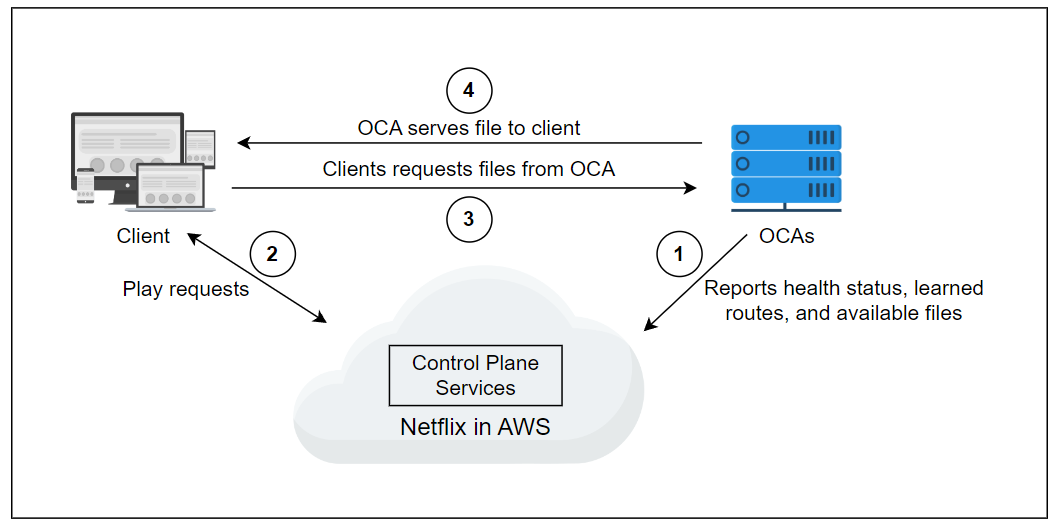 4
OCA serves file to client
Clients requests files from OCA
3
Client
OCAs
2
1
Play requests
Reports health status, learned
routes, and available files
Control Plane
Services
Netflix in AWS